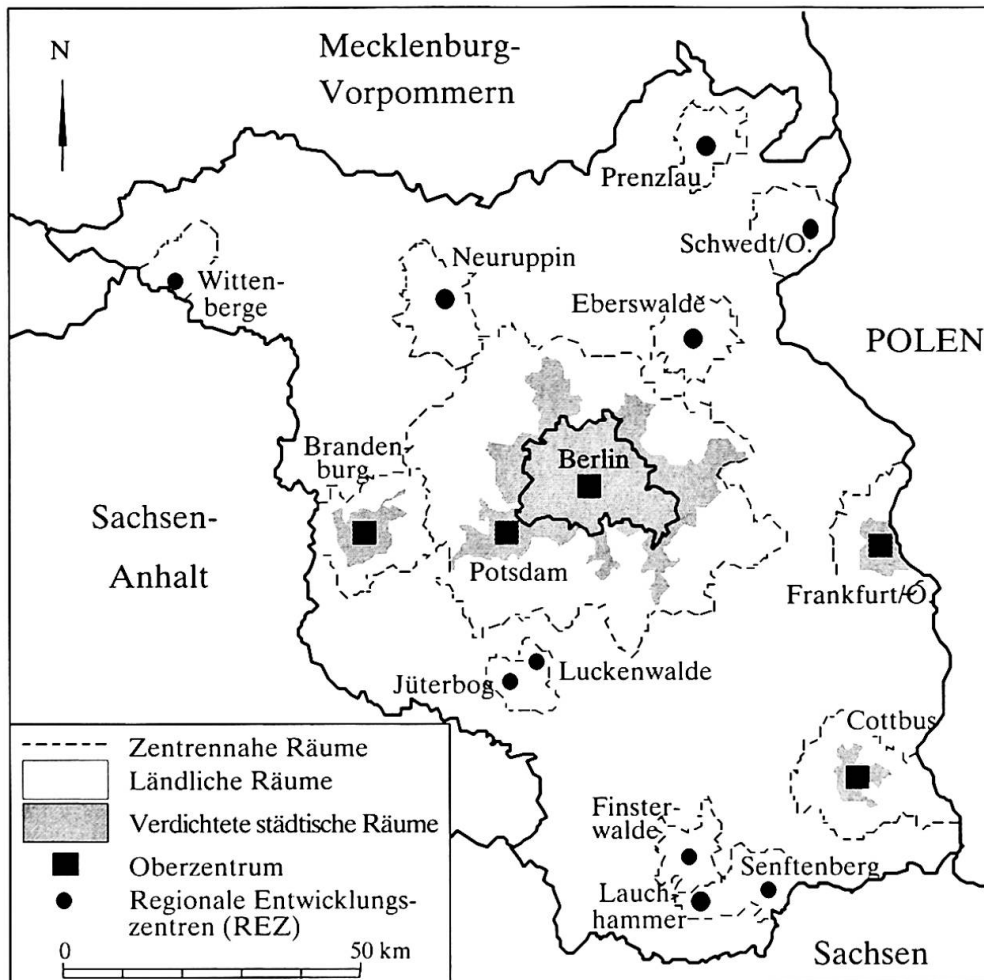 Mecklenburg-
Vorpommern
N
Prenzlau
Schwedt/O.
Neuruppin
Witten-
berge
Eberswalde
POLEN
Branden-
burg
Berlin
Sachsen-
Anhalt
Potsdam
Frankfurt/O.
Luckenwalde
Jüterbog
Cottbus
Finster-
walde
Senftenberg
Lauch-
hammer
Sachsen
Zentrennahe Räume
Ländliche Räume
Verdichtete städtische Räume
Oberzentrum
Regionale Entwicklungs-
zentren (REZ)
0 50 km